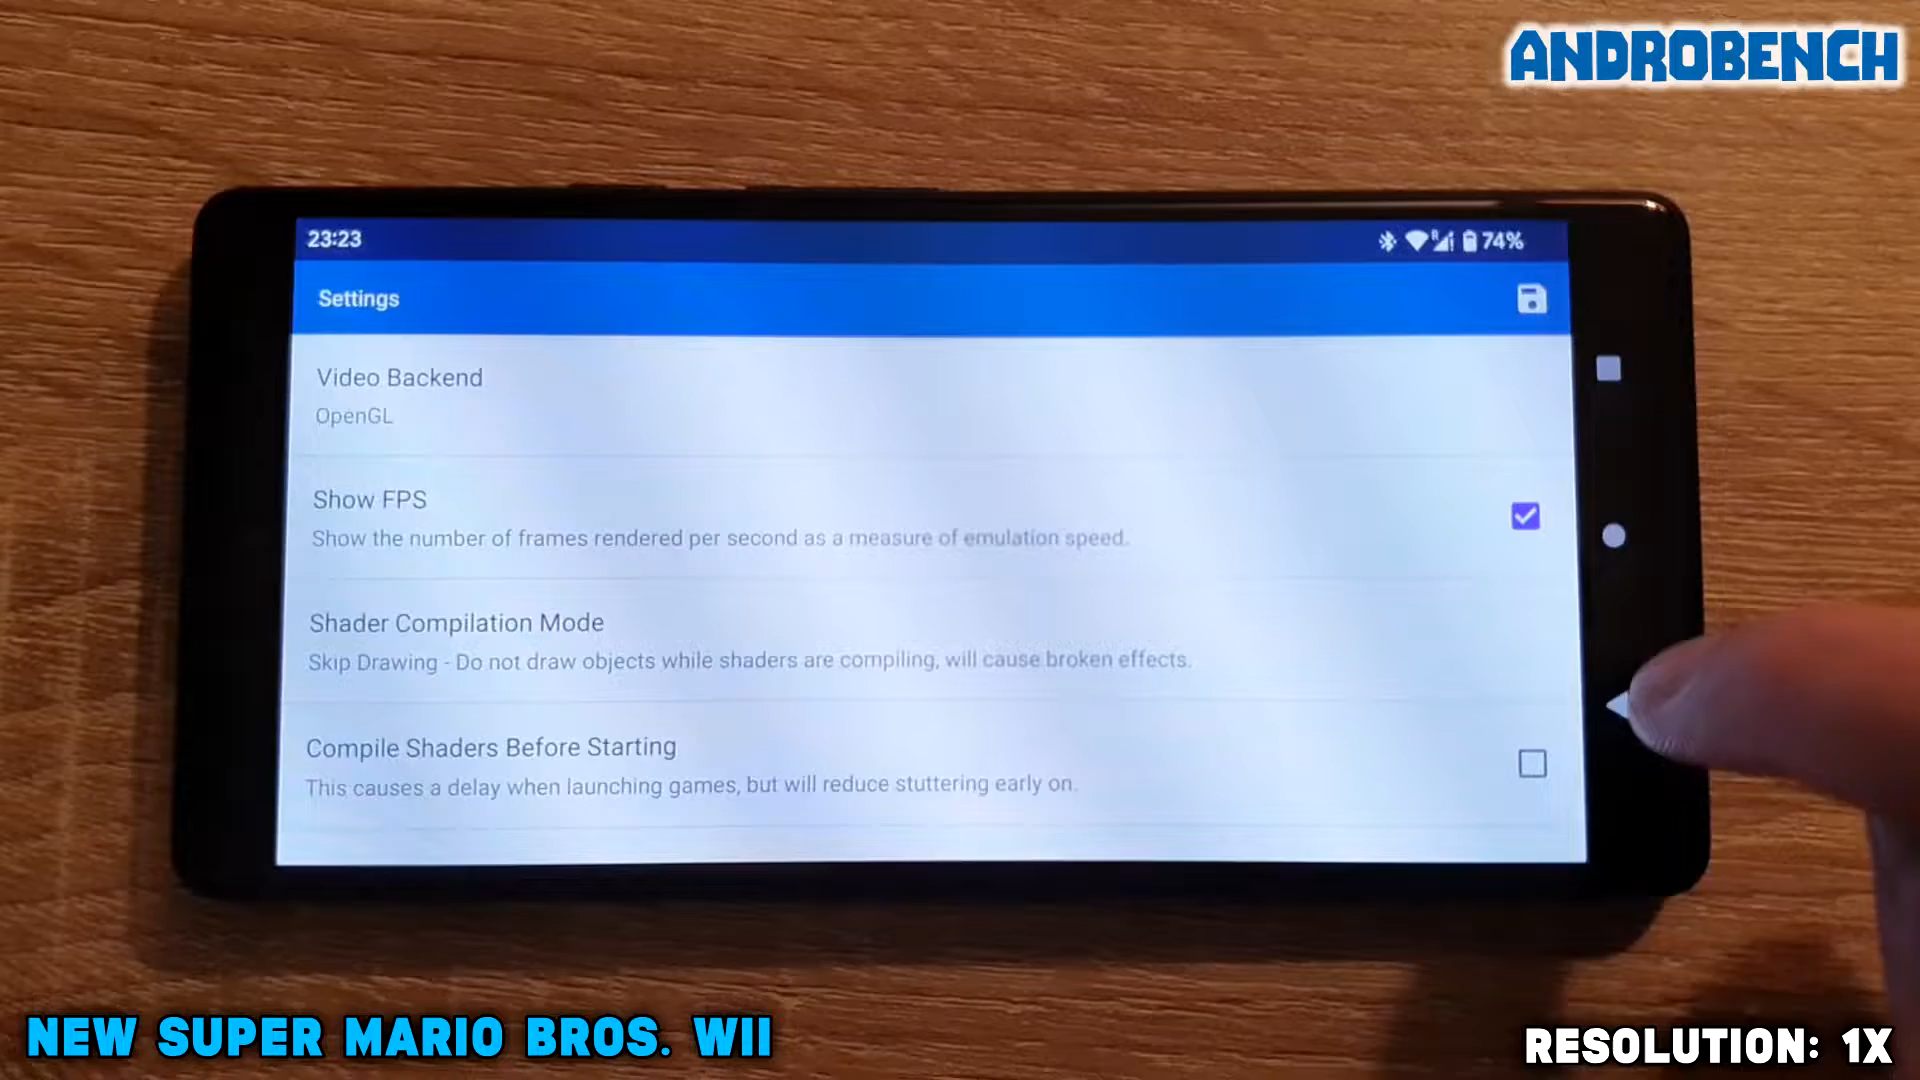 ANDROBENCH
23:23
R 74%
Settings
Video Backend
OpenGL
Show FPS
Show the number of frames rendered per second as a measure of emulation speed.
Shader Compilation Mode
Skip Drawing - Do not draw objects while shaders are compiling, will cause broken effects.
Compile Shaders Before Starting
This causes a delay when launching games, but will reduce stuttering early on.
NEW SUPER MARIO BROS. WII
RESOLUTION: 1X